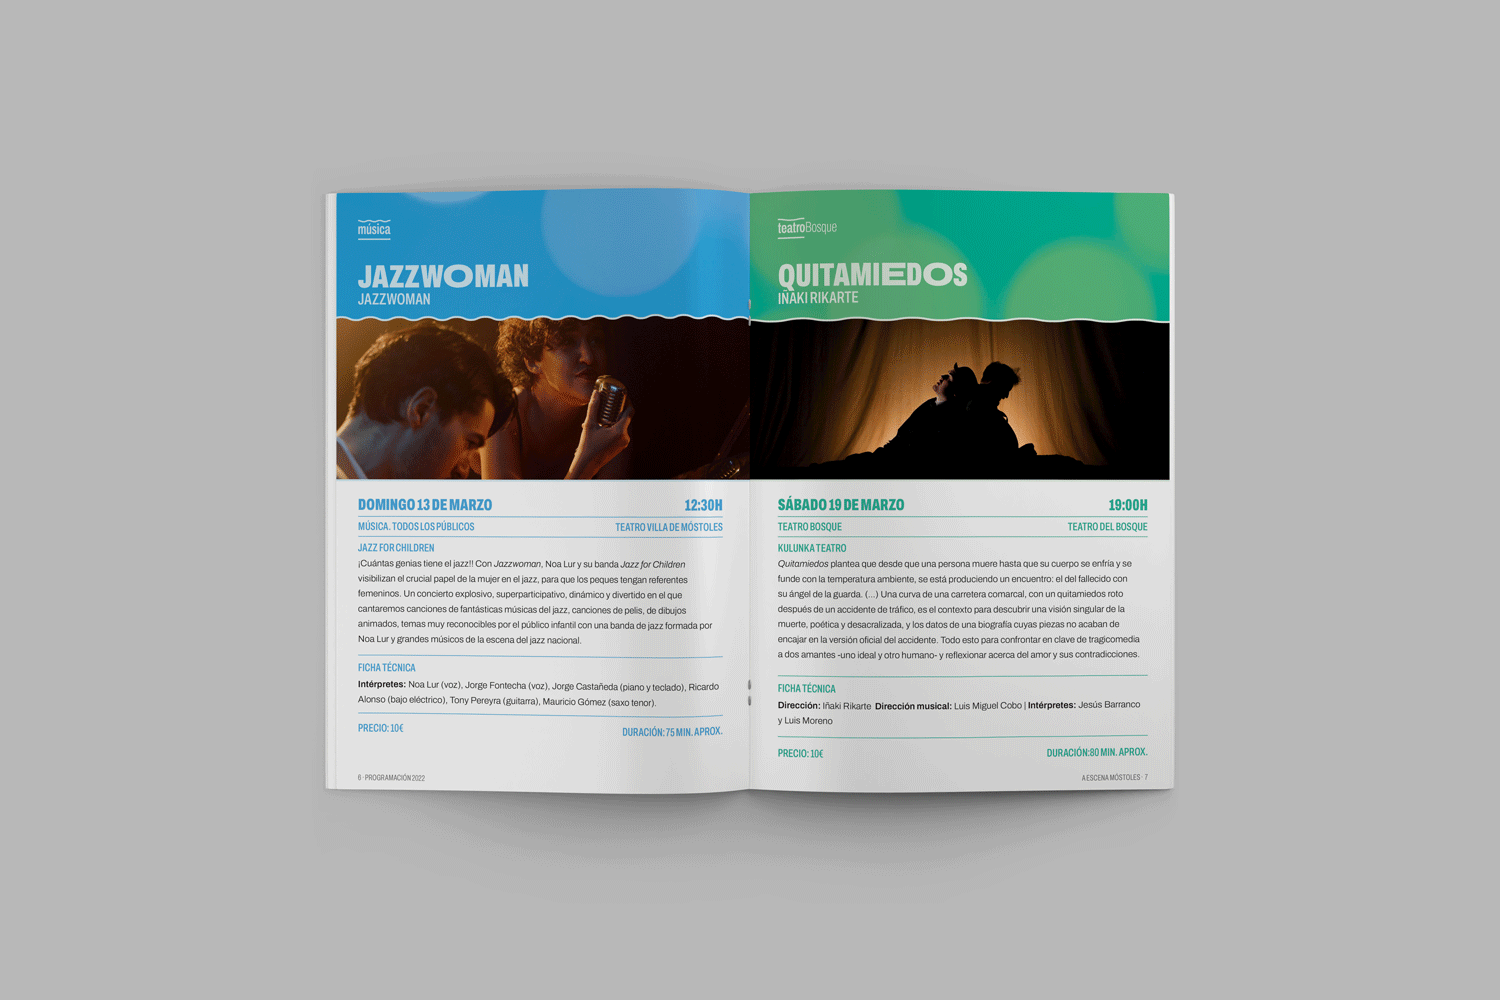 música
JAZZWOMAN
JAZZWOMAN
DOMINGO 13 DE MARZO 12:30H
MÚSICA. TODOS LOS PÚBLICOS TEATRO VILLA DE MÓSTOLES
JAZZ FOR CHILDREN
¡Cuántas genias tiene el jazz!! Con Jazzwoman, Noa Lur y su banda Jazz for Children
visibilizan el crucial papel de la mujer en el jazz, para que los peques tengan referentes
femeninos. Un concierto explosivo, superparticipativo, dinámico y divertido en el que
cantaremos canciones de fantásticas músicas del jazz, canciones de pelis, de dibujos
animados, temas muy reconocibles por el público infantil con una banda de jazz formada por
Noa Lur y grandes músicos de la escena del jazz nacional.
FICHA TÉCNICA
Intérpretes: Noa Lur (voz), Jorge Fontecha (voz), Jorge Castañeda (piano y teclado), Ricardo
Alonso (bajo eléctrico), Tony Pereyra (guitarra), Mauricio Gómez (saxo tenor).
PRECIO: 10€ DURACIÓN: 75 MIN. APROX.
6 · PROGRAMACIÓN 2022
teatroBosque
QUITAMIEDOS
IÑAKI RIKARTE
SÁBADO 19 DE MARZO 19:00H
TEATRO BOSQUE TEATRO DEL BOSQUE
KULUNKA TEATRO
Quitamiedos plantea que desde que una persona muere hasta que su cuerpo se enfría y se
funde con la temperatura ambiente, se está produciendo un encuentro: el del fallecido con
su ángel de la guarda. (...) Una curva de una carretera comarcal, con un quitamiedos roto
después de un accidente de tráfico, es el contexto para descubrir una visión singular de la
muerte, poética y desacralizada, y los datos de una biografía cuyas piezas no acaban de
encajar en la versión oficial del accidente. Todo esto para confrontar en clave de tragicomedia
a dos amantes -uno ideal y otro humano- y reflexionar acerca del amor y sus contradicciones.
FICHA TÉCNICA
Dirección: Iñaki Rikarte Dirección musical: Luis Miguel Cobo | Intérpretes: Jesús Barranco
y Luis Moreno
PRECIO: 10€ DURACIÓN:80 MIN. APROX.
A ESCENA MÓSTOLES · 7